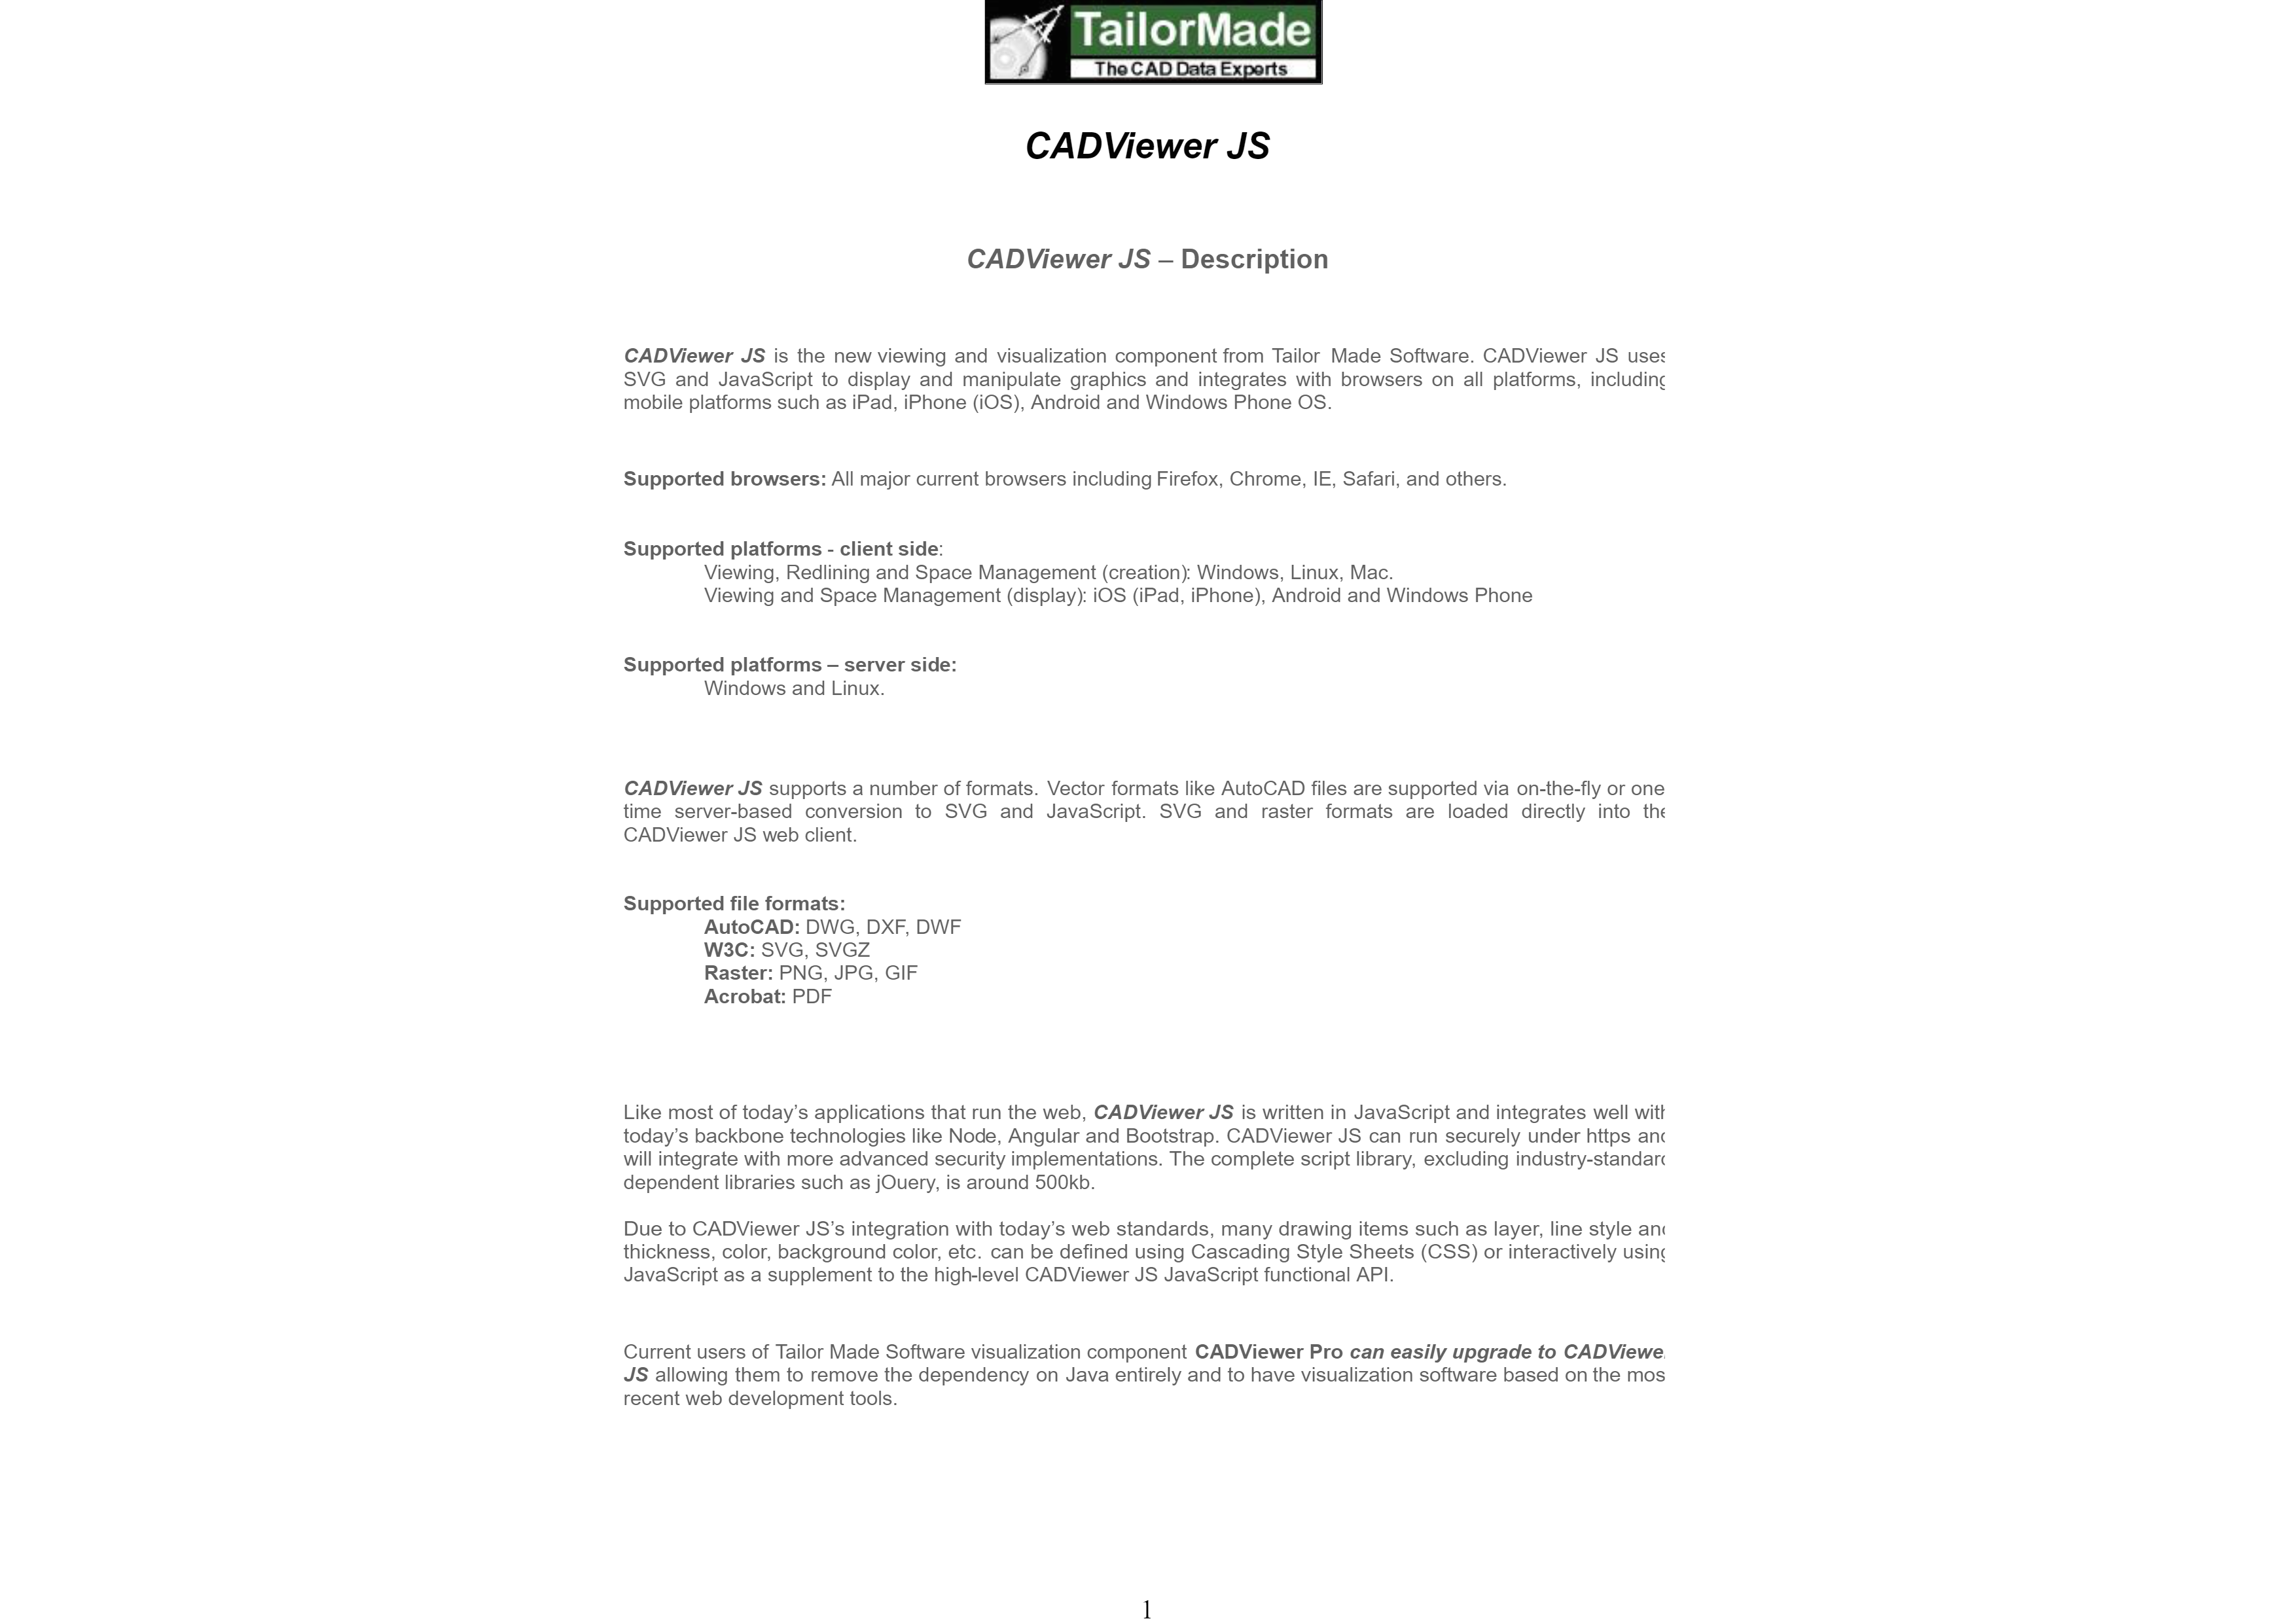 TailorMade
The CAD Data Experts
CADViewer JS
CADViewer JS – Description
CADViewer JS is the new viewing and visualization component from Tailor Made Software. CADViewer JS uses
SVG and JavaScript to display and manipulate graphics and integrates with browsers on all platforms, including
mobile platforms such as iPad, iPhone (iOS), Android and Windows Phone OS.
Supported browsers: All major current browsers including Firefox, Chrome, IE, Safari, and others.
Supported platforms - client side:
Viewing, Redlining and Space Management (creation): Windows, Linux, Mac.
Viewing and Space Management (display): iOS (iPad, iPhone), Android and Windows Phone
Supported platforms – server side:
Windows and Linux.
CADViewer JS supports a number of formats. Vector formats like AutoCAD files are supported via on-the-fly or one
time server-based conversion to SVG and JavaScript. SVG and raster formats are loaded directly into the
CADViewer JS web client.
Supported file formats:
AutoCAD: DWG, DXF, DWF
W3C: SVG, SVGZ
Raster: PNG, JPG, GIF
Acrobat: PDF
Like most of today’s applications that run the web, CADViewer JS is written in JavaScript and integrates well with
today’s backbone technologies like Node, Angular and Bootstrap. CADViewer JS can run securely under https and
will integrate with more advanced security implementations. The complete script library, excluding industry-standard
dependent libraries such as jOuery, is around 500kb.
Due to CADViewer JS’s integration with today’s web standards, many drawing items such as layer, line style and
thickness, color, background color, etc. can be defined using Cascading Style Sheets (CSS) or interactively using
JavaScript as a supplement to the high-level CADViewer JS JavaScript functional API.
Current users of Tailor Made Software visualization component CADViewer Pro can easily upgrade to CADViewe
JS allowing them to remove the dependency on Java entirely and to have visualization software based on the mos
recent web development tools.
1